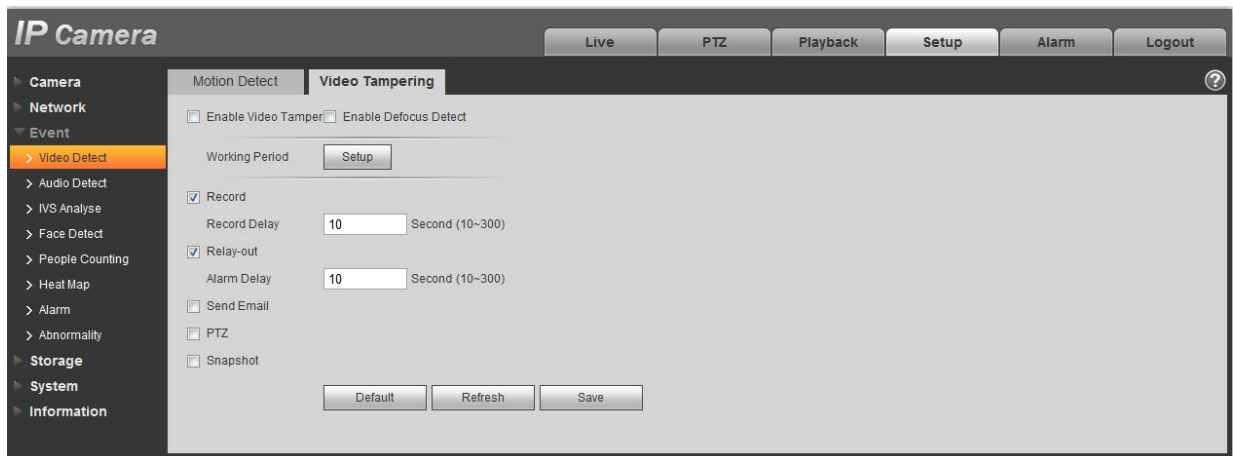 IP Camera
Live PTZ Playback Setup Alarm Logout
Camera
Network
Event
Video Detect
Audio Detect
IVS Analyse
Face Detect
People Counting
Heat Map
Alarm
Abnormality
Storage
System
Information
Motion Detect Video Tampering ?
Enable Video Tamper Enable Defocus Detect
Working Period Setup
Record
Record Delay 10 Second (10~300)
Relay-out
Alarm Delay 10 Second (10~300)
Send Email
PTZ
Snapshot
Default Refresh Save